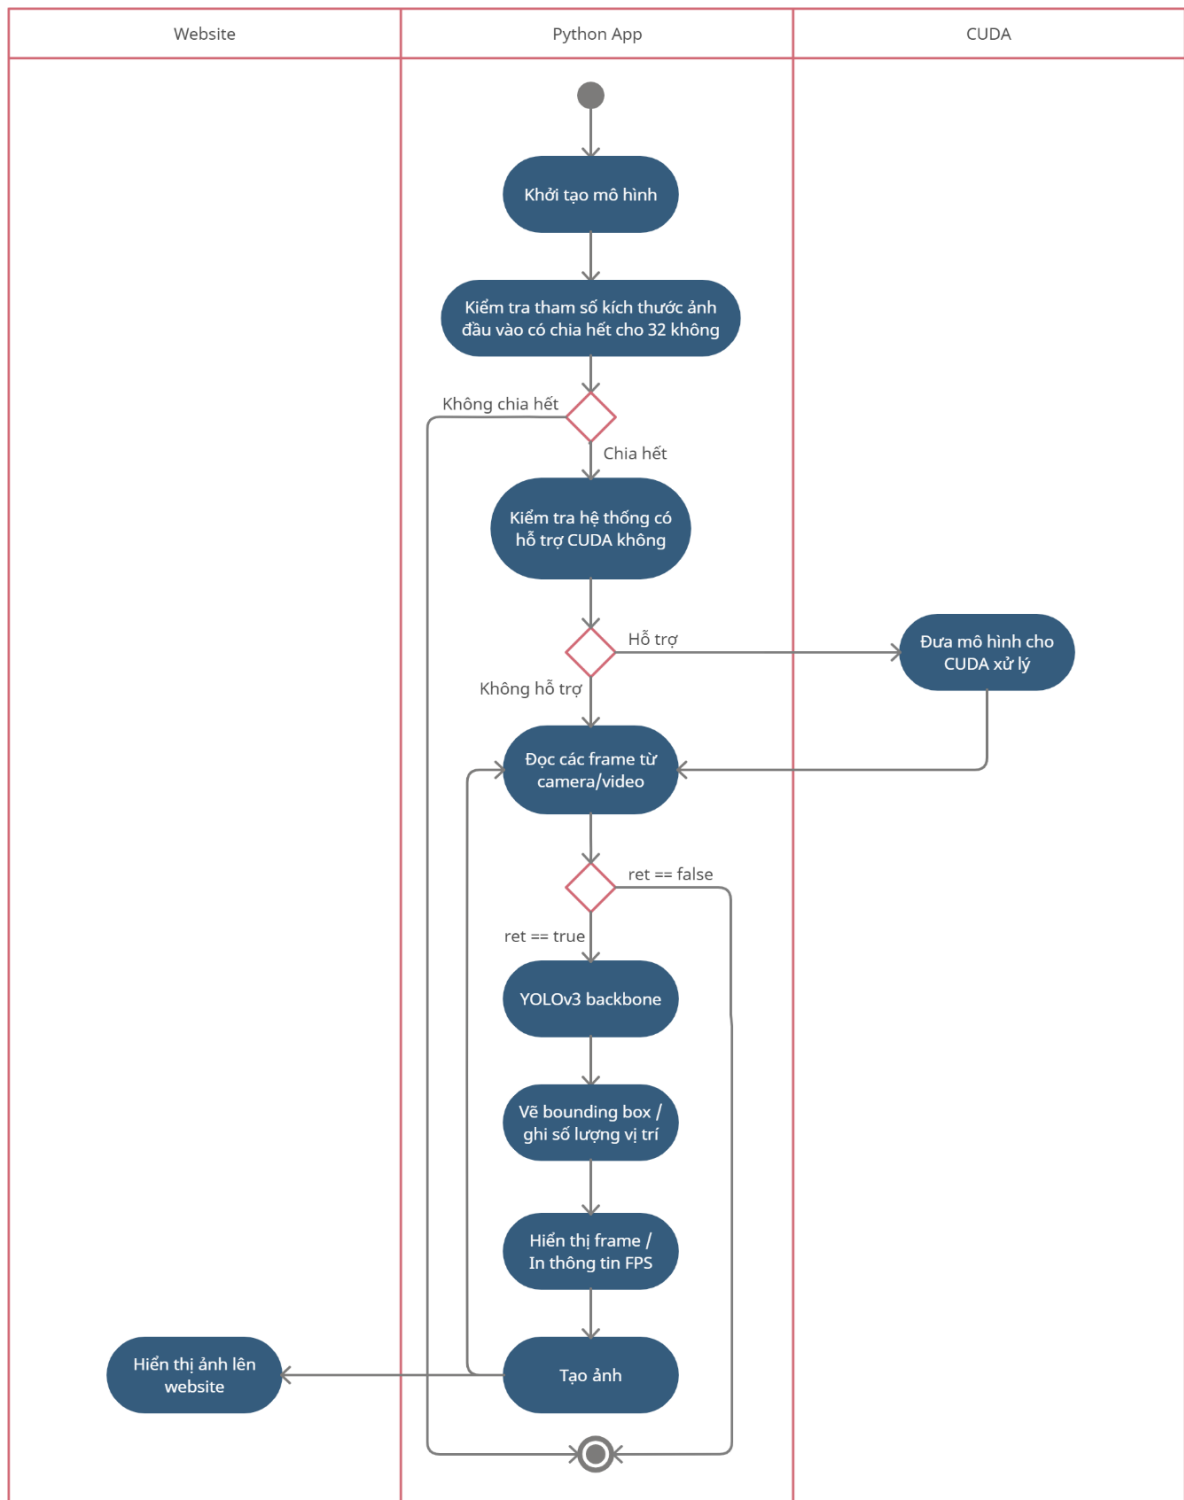 Website
Python App
CUDA
Khởi tạo mô hình
Kiểm tra tham số kích thước ảnh
đầu vào có chia hết cho 32 không
Không chia hết
Chia hết
Kiểm tra hệ thống có
hỗ trợ CUDA không
Hỗ trợ
Đưa mô hình cho
CUDA xử lý
Không hỗ trợ
Đọc các frame từ
camera/video
ret == false
ret == true
YOLOv3 backbone
Vẽ bounding box /
ghi số lượng vị trí
Hiển thị frame /
In thông tin FPS
Hiển thị ảnh lên
website
Tạo ảnh